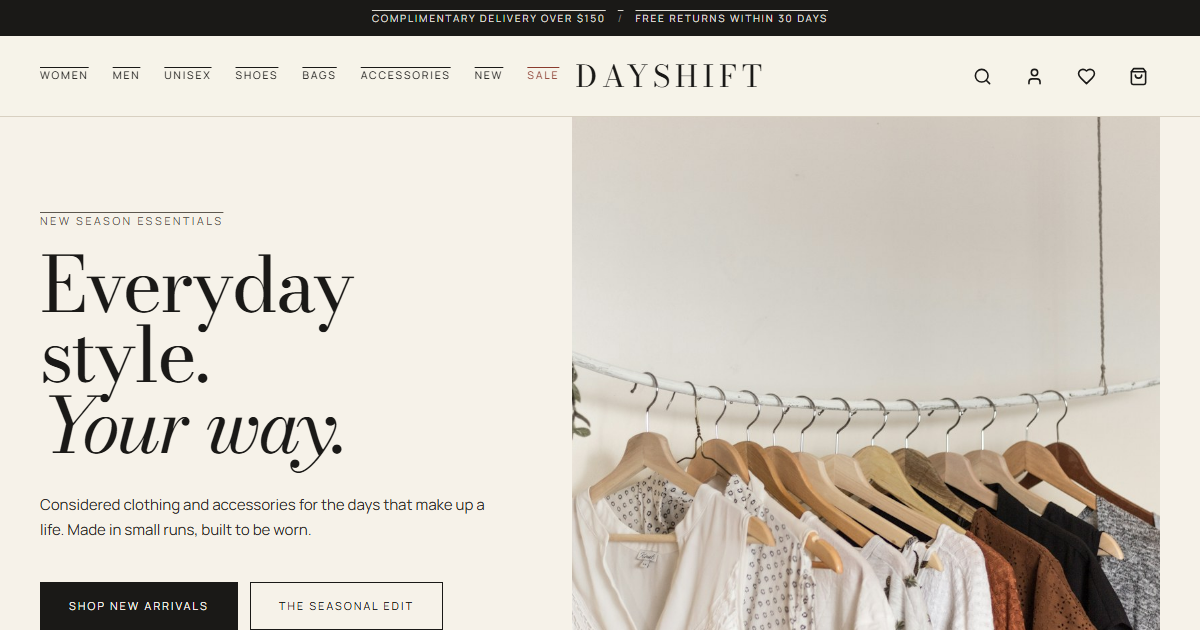 COMPLIMENTARY DELIVERY OVER $150 / FREE RETURNS WITHIN 30 DAYS
WOMEN MEN UNISEX SHOES BAGS ACCESSORIES NEW SALE DAYSHIFT
NEW SEASON ESSENTIALS
Everyday
style.
Your way.
Considered clothing and accessories for the days that make up a
life. Made in small runs, built to be worn.
SHOP NEW ARRIVALS THE SEASONAL EDIT